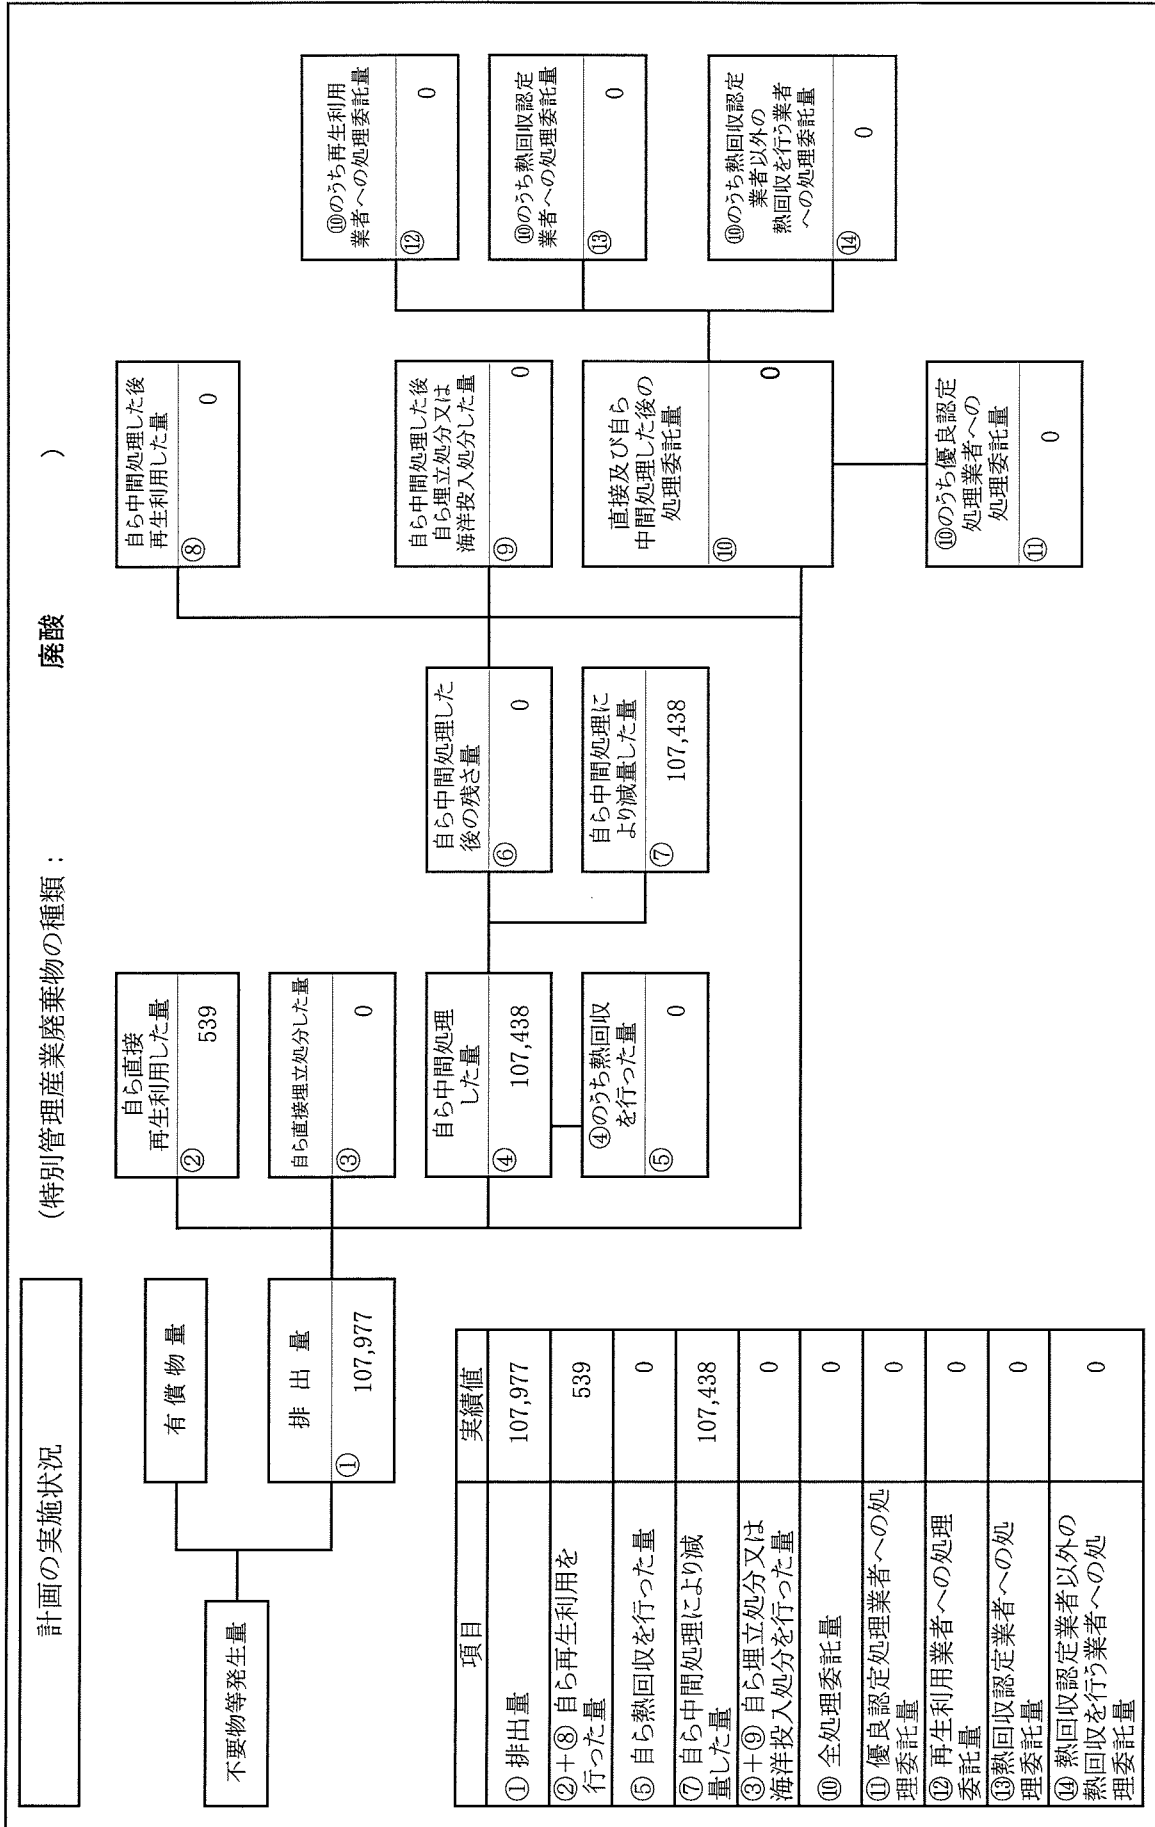 計画の実施状況
(特別管理産業廃棄物の種類： 廃酸 )
不要物等発生量
有 償 物 量
排 出 量
① 107,977
自ら直接
再生利用した量
② 539
自ら直接埋立処分した量
③ 0
自ら中間処理
した量
④ 107,438
④のうち熱回収
を行った量
⑤ 0
自ら中間処理した
後の残さ量
⑥ 0
自ら中間処理に
より減量した量
⑦ 107,438
自ら中間処理した後
再生利用した量
⑧ 0
自ら中間処理した後
自ら埋立処分又は
海洋投入処分した量
⑨ 0
直接及び自ら
中間処理した後の
処理委託量
⑩ 0
⑩のうち優良認定
処理業者への
処理委託量
⑪ 0
⑩のうち再生利用
業者への処理委託量
⑫ 0
⑩のうち熱回収認定
業者への処理委託量
⑬ 0
⑩のうち熱回収認定
業者以外の
熱回収を行う業者
への処理委託量
⑭ 0
項目 実績値
① 排出量 107,977
②＋⑧ 自ら再生利用を
行った量 539
⑤ 自ら熱回収を行った量 0
⑦ 自ら中間処理により減
量した量 107,438
③＋⑨ 自ら埋立処分又は
海洋投入処分を行った量 0
⑩ 全処理委託量 0
⑪ 優良認定処理業者への処
理委託量 0
⑫ 再生利用業者への処理
委託量 0
⑬熱回収認定業者への処
理委託量 0
⑭ 熱回収認定業者以外の
熱回収を行う業者への処
理委託量 0